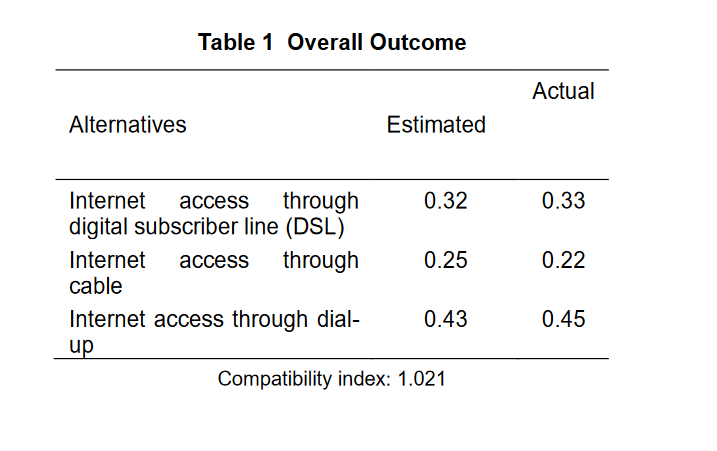 Table 1 Overall Outcome
Actual
Alternatives Estimated
Internet access through 0.32 0.33
digital subscriber line (DSL)
Internet access through 0.25 0.22
cable
Internet access through dial- 0.43 0.45
up
Compatibility index: 1.021